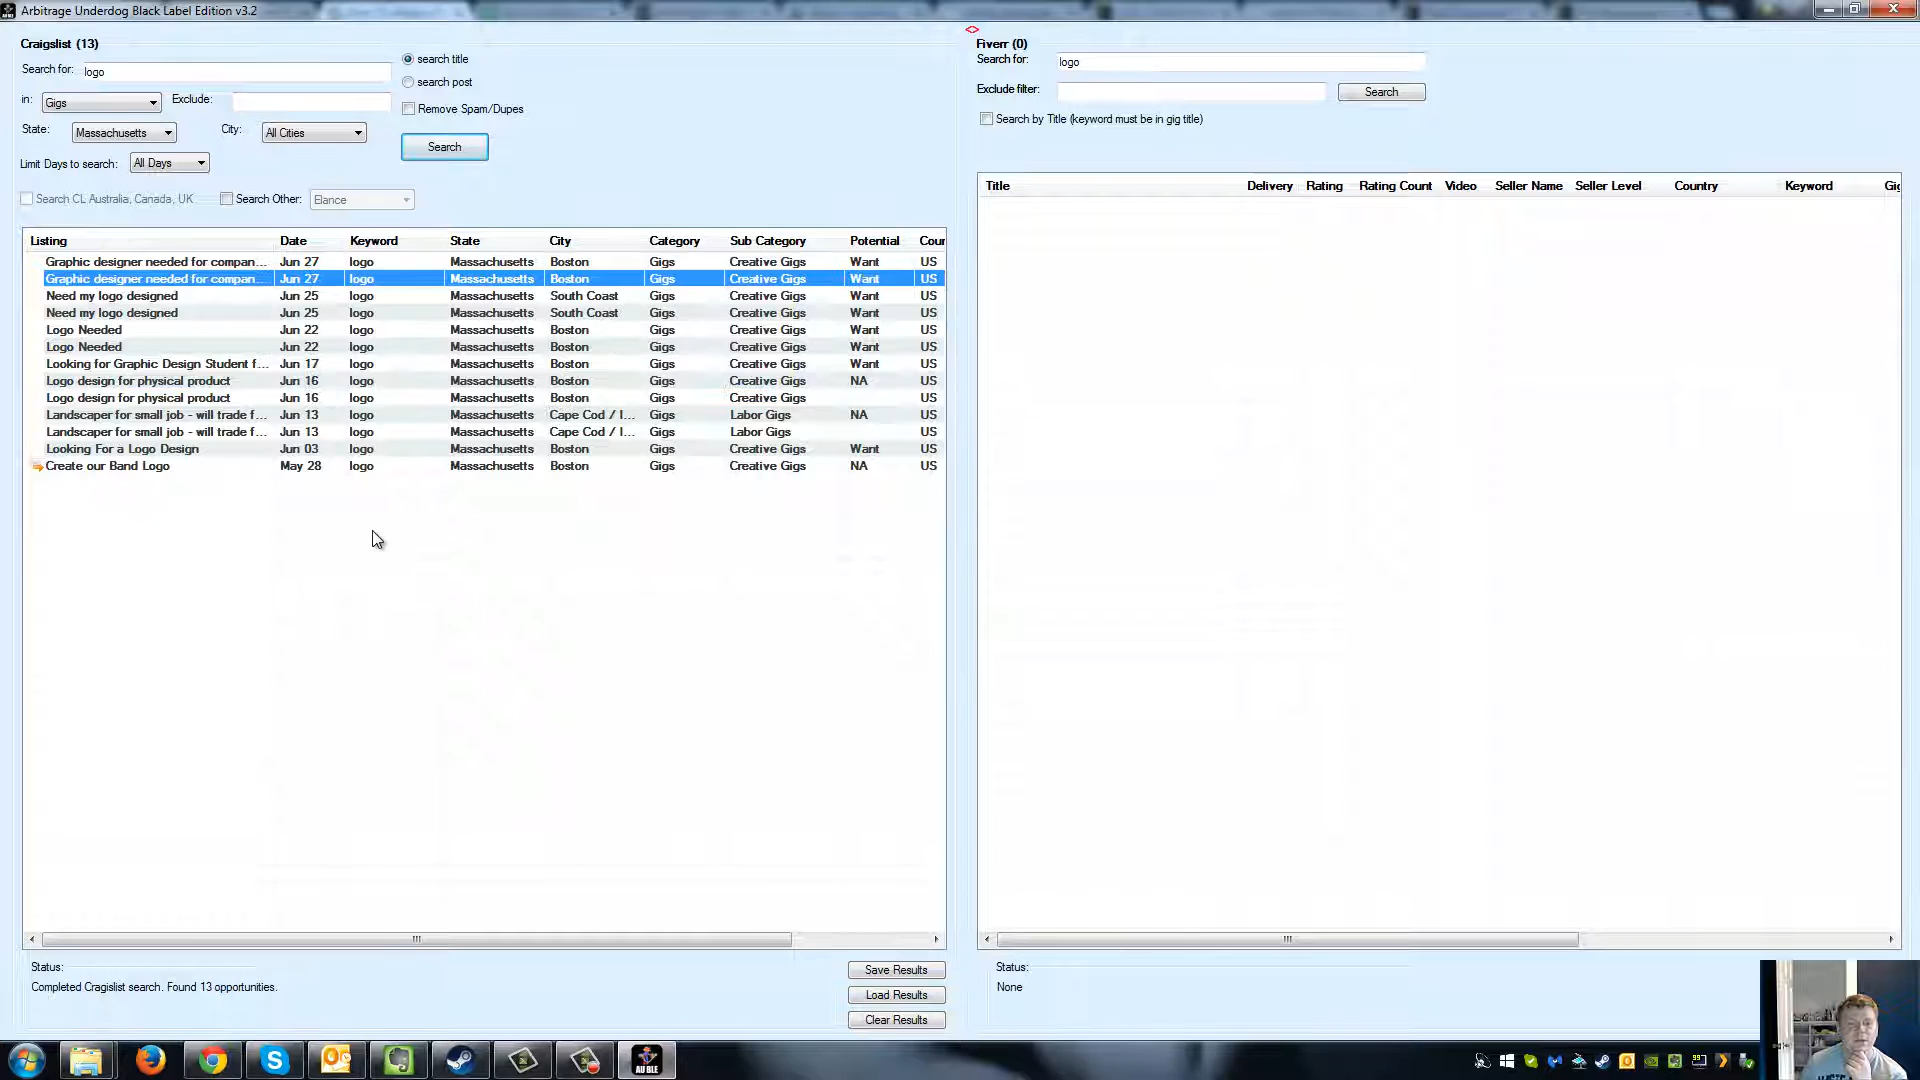 Arbitrage Underdog Black Label Edition v3.2
Craigslist (13)
Search for: logo
search title
search post
in: Gigs Exclude:
Remove Spam/Dupes
State: Massachusetts City: All Cities
Search
Limit Days to search: All Days
Search CL Australia, Canada, UK Search Other: Elance
Listing Date Keyword State City Category Sub Category Potential Cour
Graphic designer needed for compan... Jun 27 logo Massachusetts Boston Gigs Creative Gigs Want US
Graphic designer needed for compan... Jun 27 logo Massachusetts Boston Gigs Creative Gigs Want US
Need my logo designed Jun 25 logo Massachusetts South Coast Gigs Creative Gigs Want US
Need my logo designed Jun 25 logo Massachusetts South Coast Gigs Creative Gigs Want US
Logo Needed Jun 22 logo Massachusetts Boston Gigs Creative Gigs Want US
Logo Needed Jun 22 logo Massachusetts Boston Gigs Creative Gigs Want US
Looking for Graphic Design Student f... Jun 17 logo Massachusetts Boston Gigs Creative Gigs Want US
Logo design for physical product Jun 16 logo Massachusetts Boston Gigs Creative Gigs NA US
Logo design for physical product Jun 16 logo Massachusetts Boston Gigs Creative Gigs US
Landscaper for small job - will trade f... Jun 13 logo Massachusetts Cape Cod / I... Gigs Labor Gigs NA US
Landscaper for small job - will trade f... Jun 13 logo Massachusetts Cape Cod / I... Gigs Labor Gigs US
Looking For a Logo Design Jun 03 logo Massachusetts Boston Gigs Creative Gigs Want US
Create our Band Logo May 28 logo Massachusetts Boston Gigs Creative Gigs NA US
Status:
Completed Cragislist search. Found 13 opportunities.
Save Results
Load Results
Clear Results
<>
Fiverr (0)
Search for: logo
Exclude filter: Search
Search by Title (keyword must be in gig title)
Title Delivery Rating Rating Count Video Seller Name Seller Level Country Keyword Gig
Status:
None
AU BLE